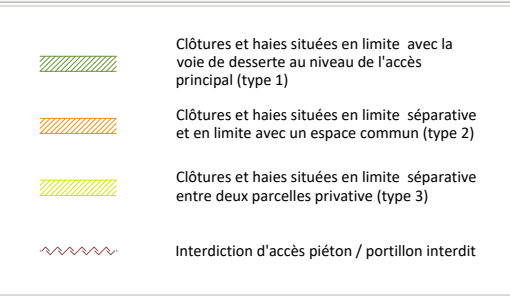 Clôtures et haies situées en limite avec la
voie de desserte au niveau de l'accès
principal (type 1)
Clôtures et haies situées en limite séparative
et en limite avec un espace commun (type 2)
Clôtures et haies situées en limite séparative
entre deux parcelles privative (type 3)
Interdiction d'accès piéton / portillon interdit